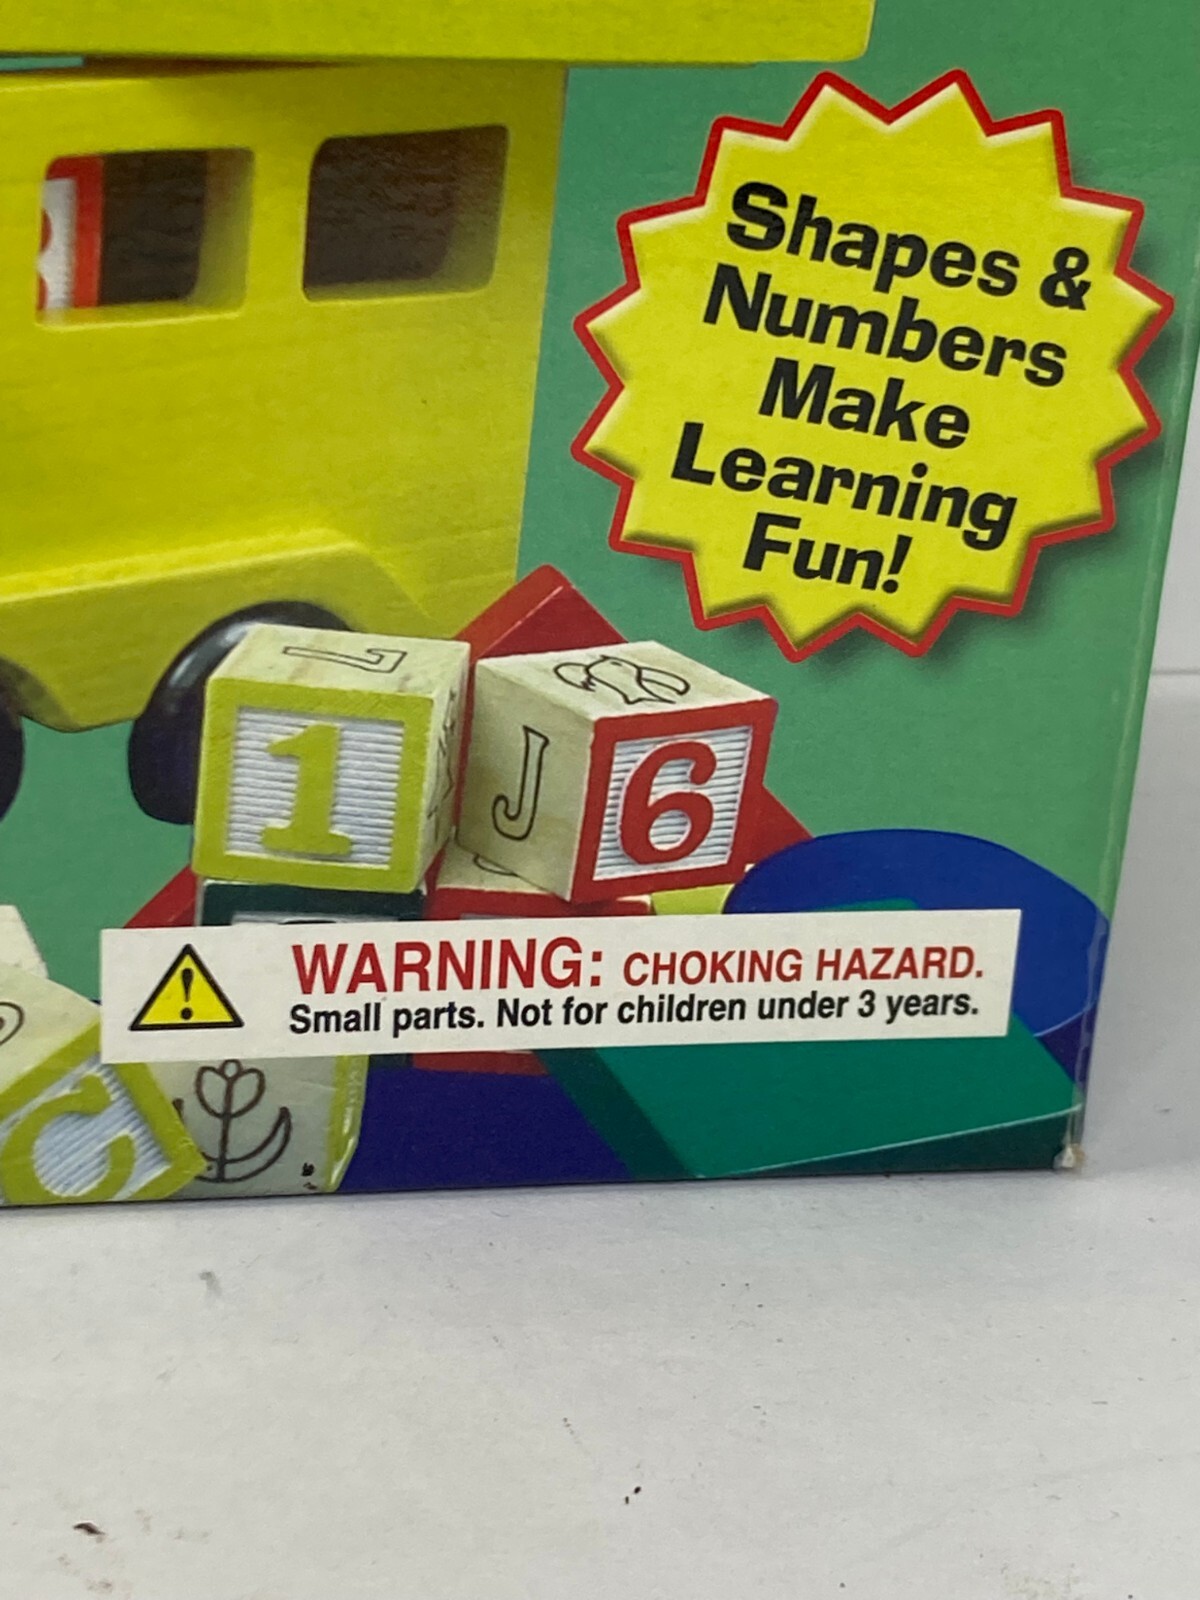 Shapes &
Numbers
Make
Learning
Fun!
L
1
J
6
WARNING: CHOKING HAZARD.
Small parts. Not for children under 3 years.
C